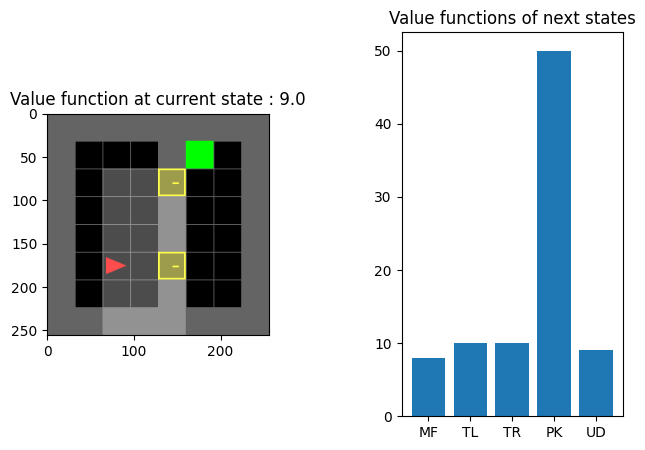 Value functions of next states
Value function at current state : 9.0
0
50
100
150
200
250
0
100
200
50
40
30
20
10
0
MF
TL
TR
PK
UD